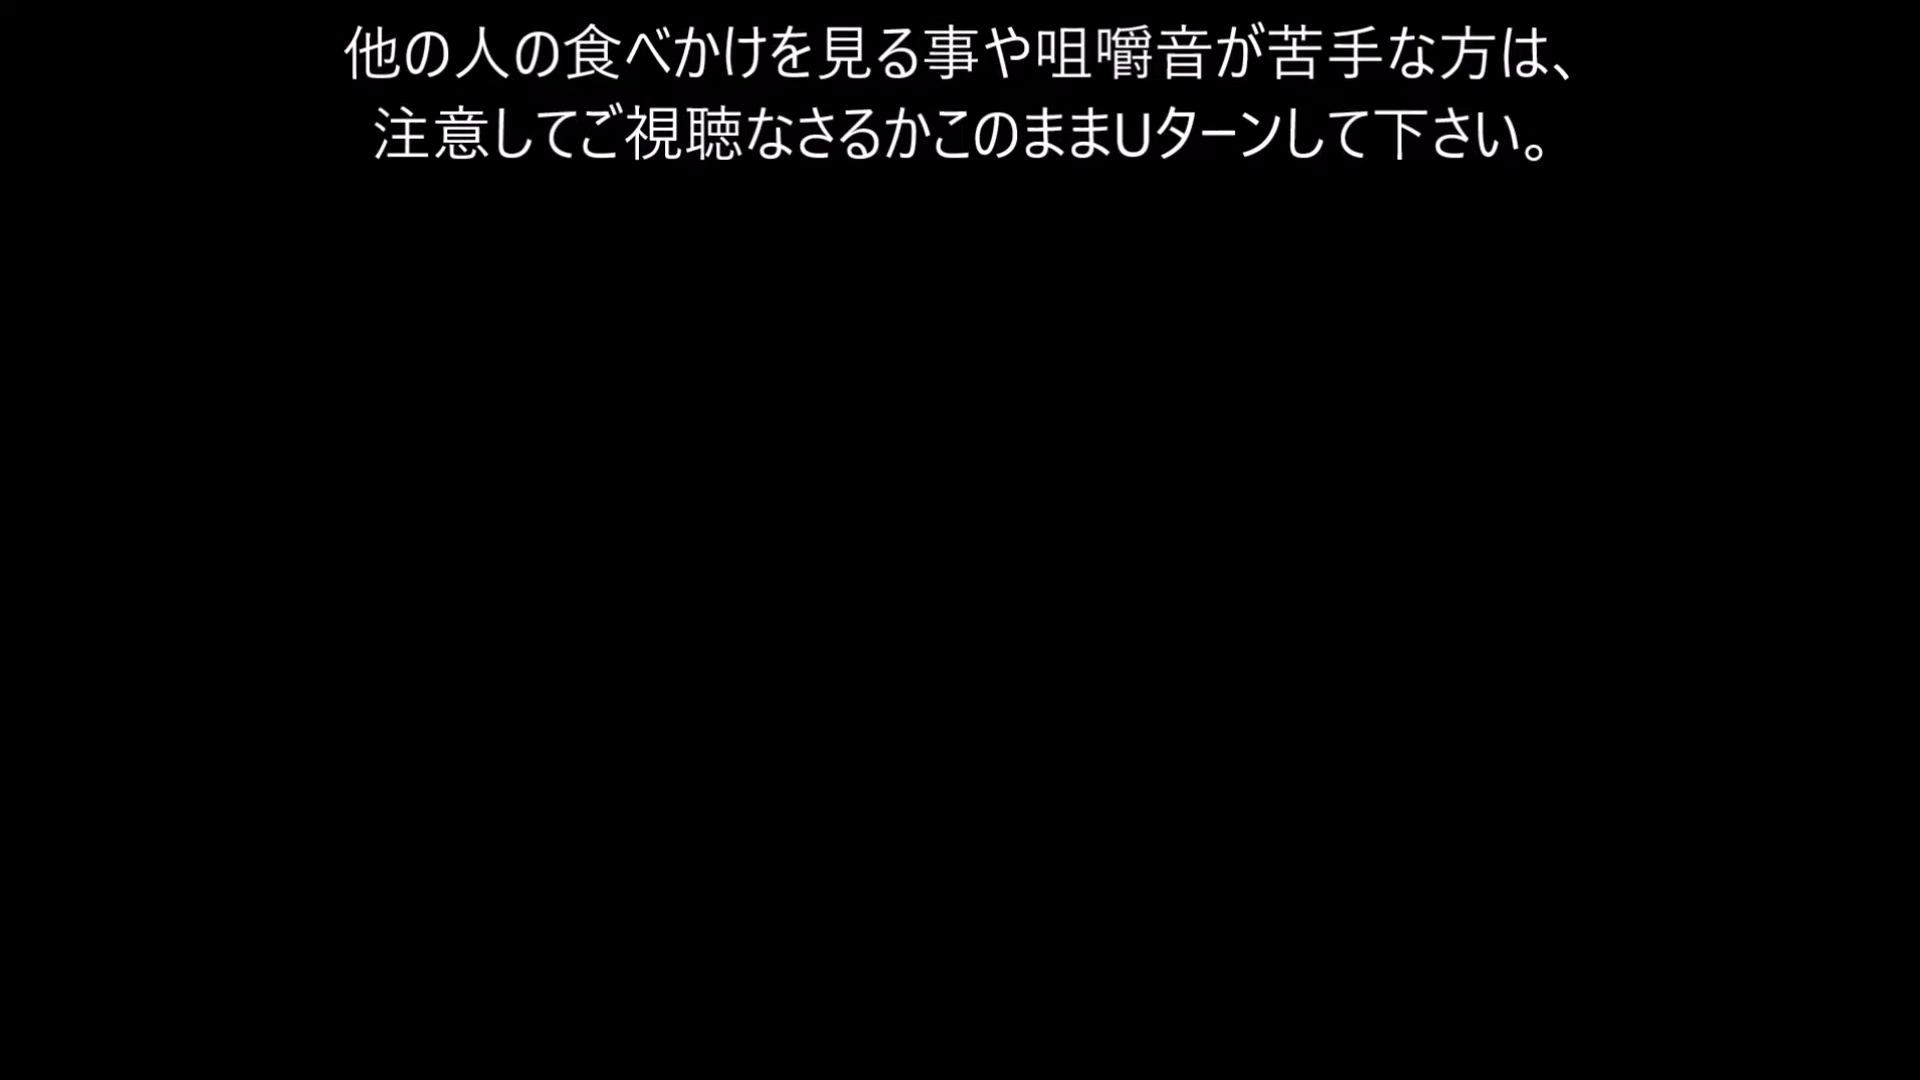 他の人の食べかけを見る事や咀嚼音が苦手な方は、
注意してご視聴なさるかこのままUターンして下さい。